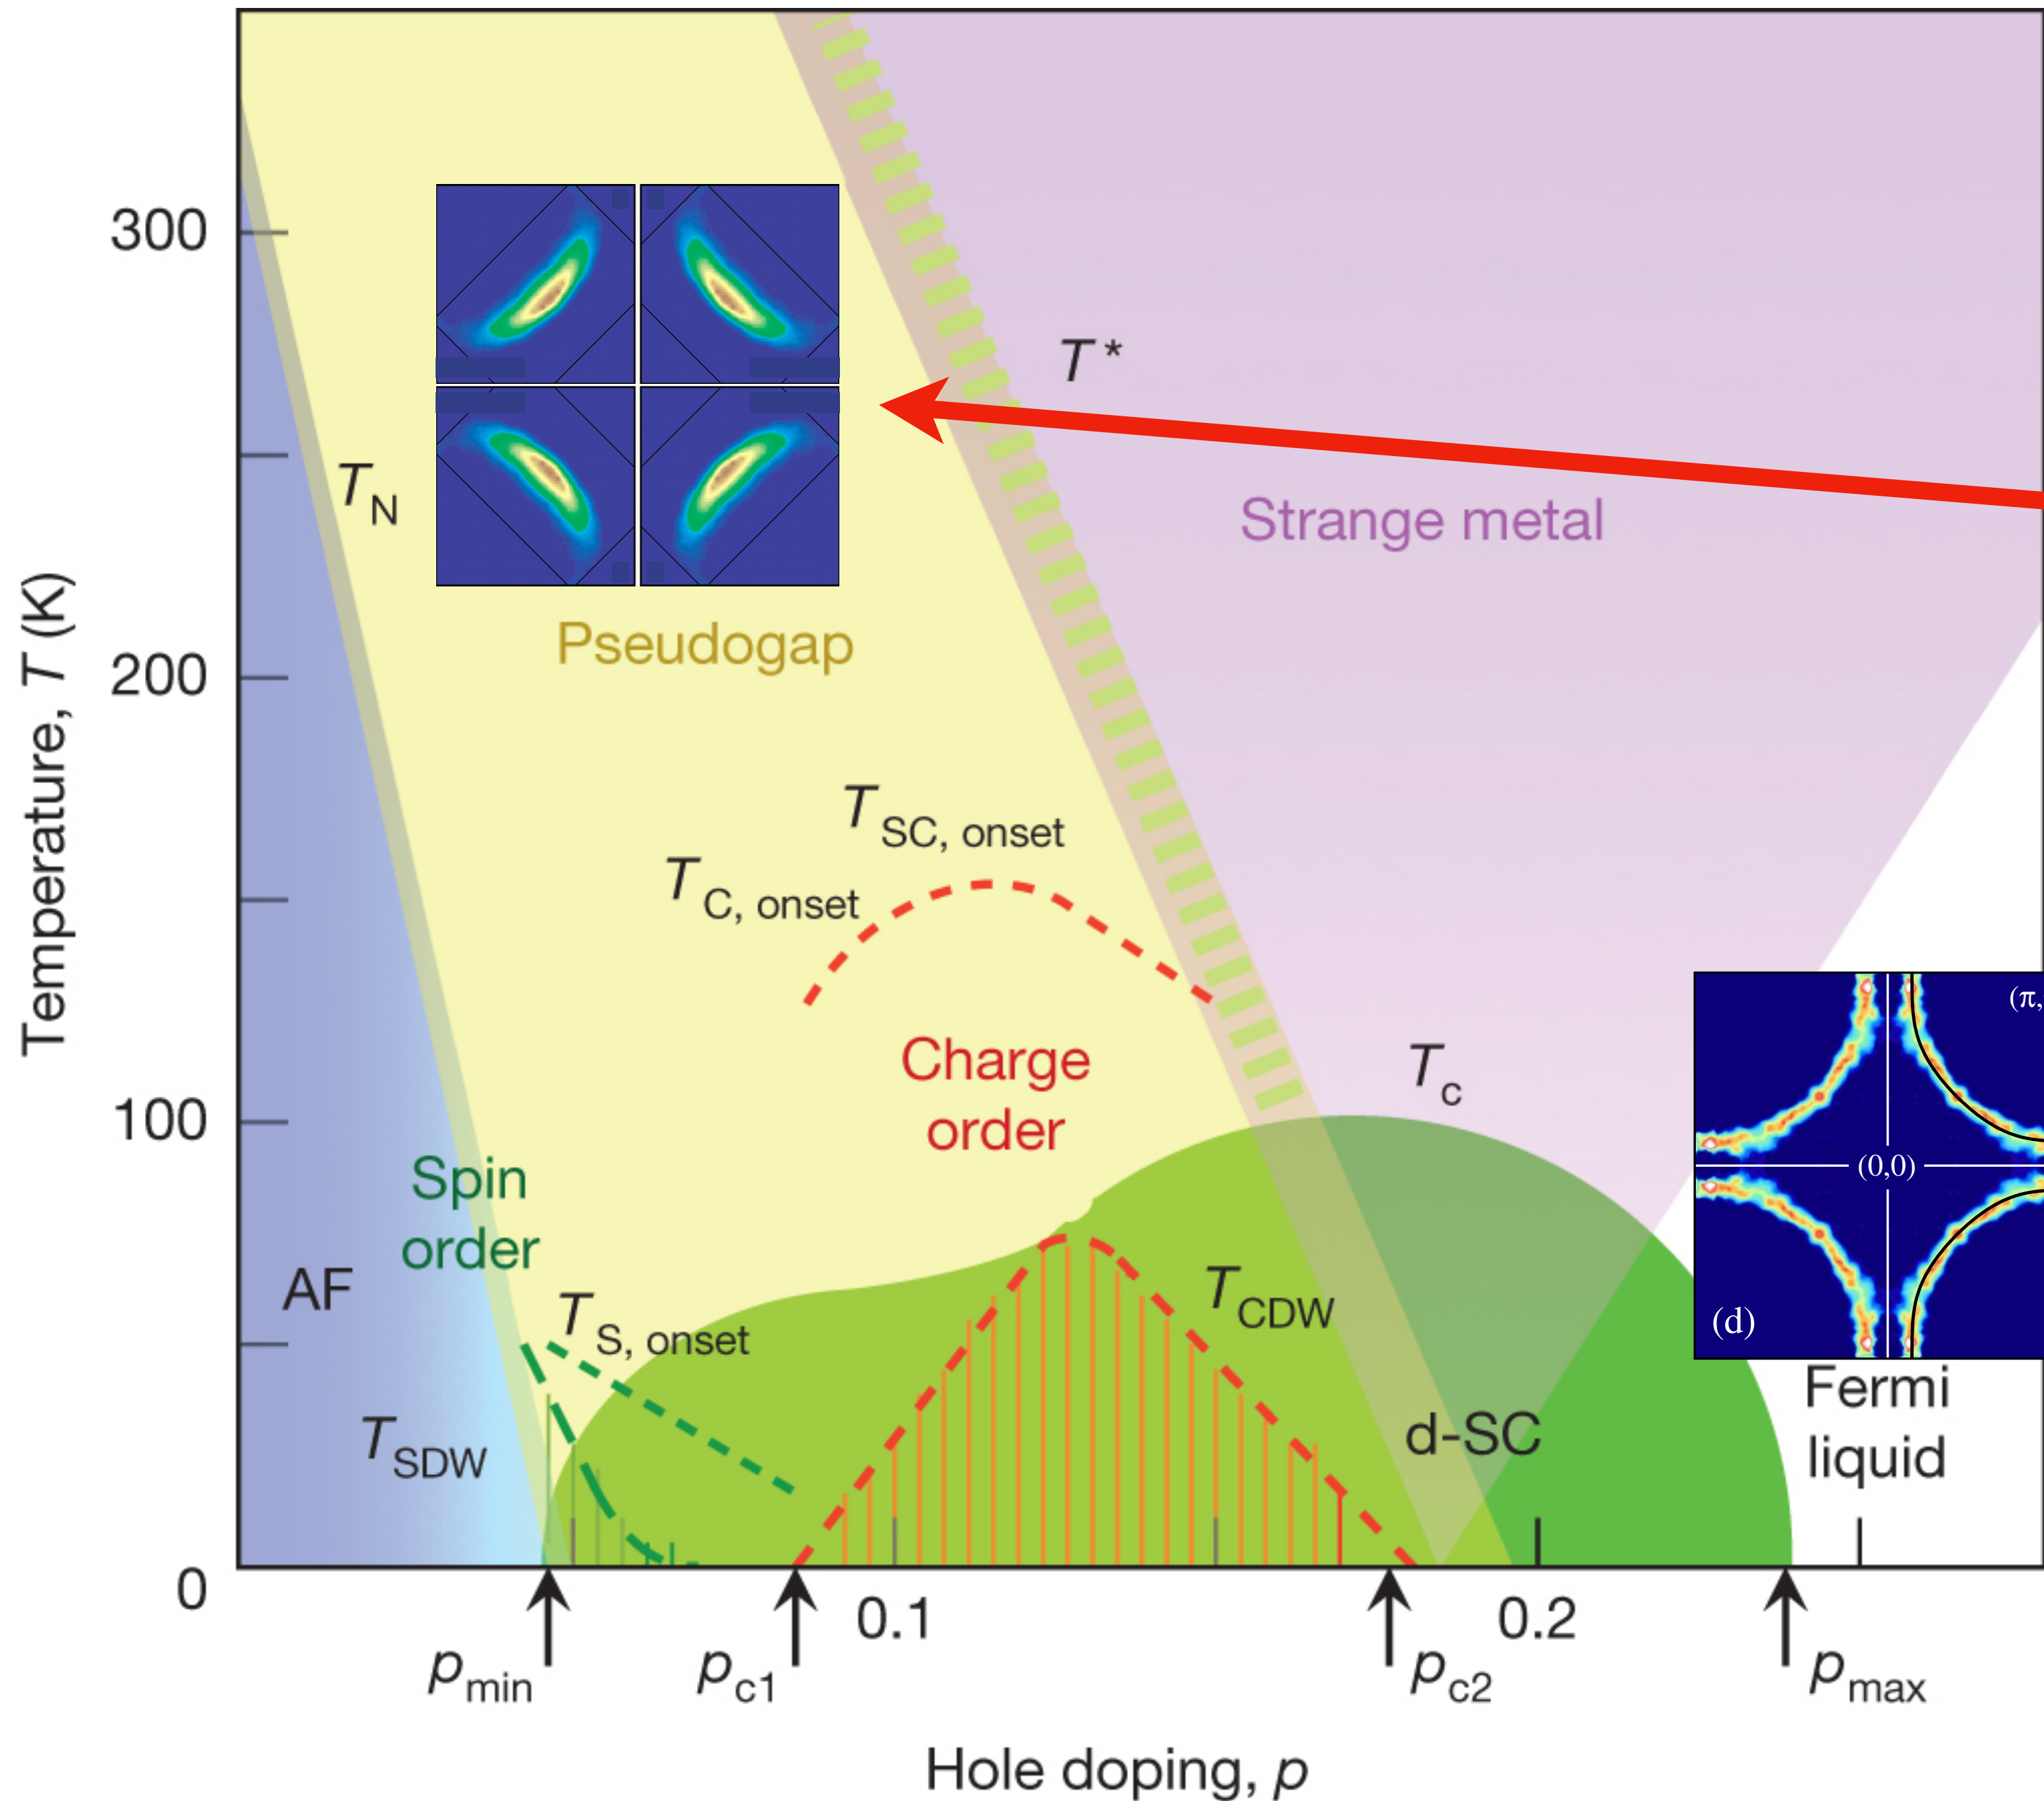 Temperature, T (K)
300
200
100
0
T*
T_N
Strange metal
Pseudogap
T_SC, onset
T_C, onset
Charge
order
T_c
(π,
(0,0)
(d)
Spin
order
AF
T_S, onset
T_CDW
T_SDW
d-SC
Fermi
liquid
0.1
0.2
p_min
p_c1
p_c2
p_max
Hole doping, p